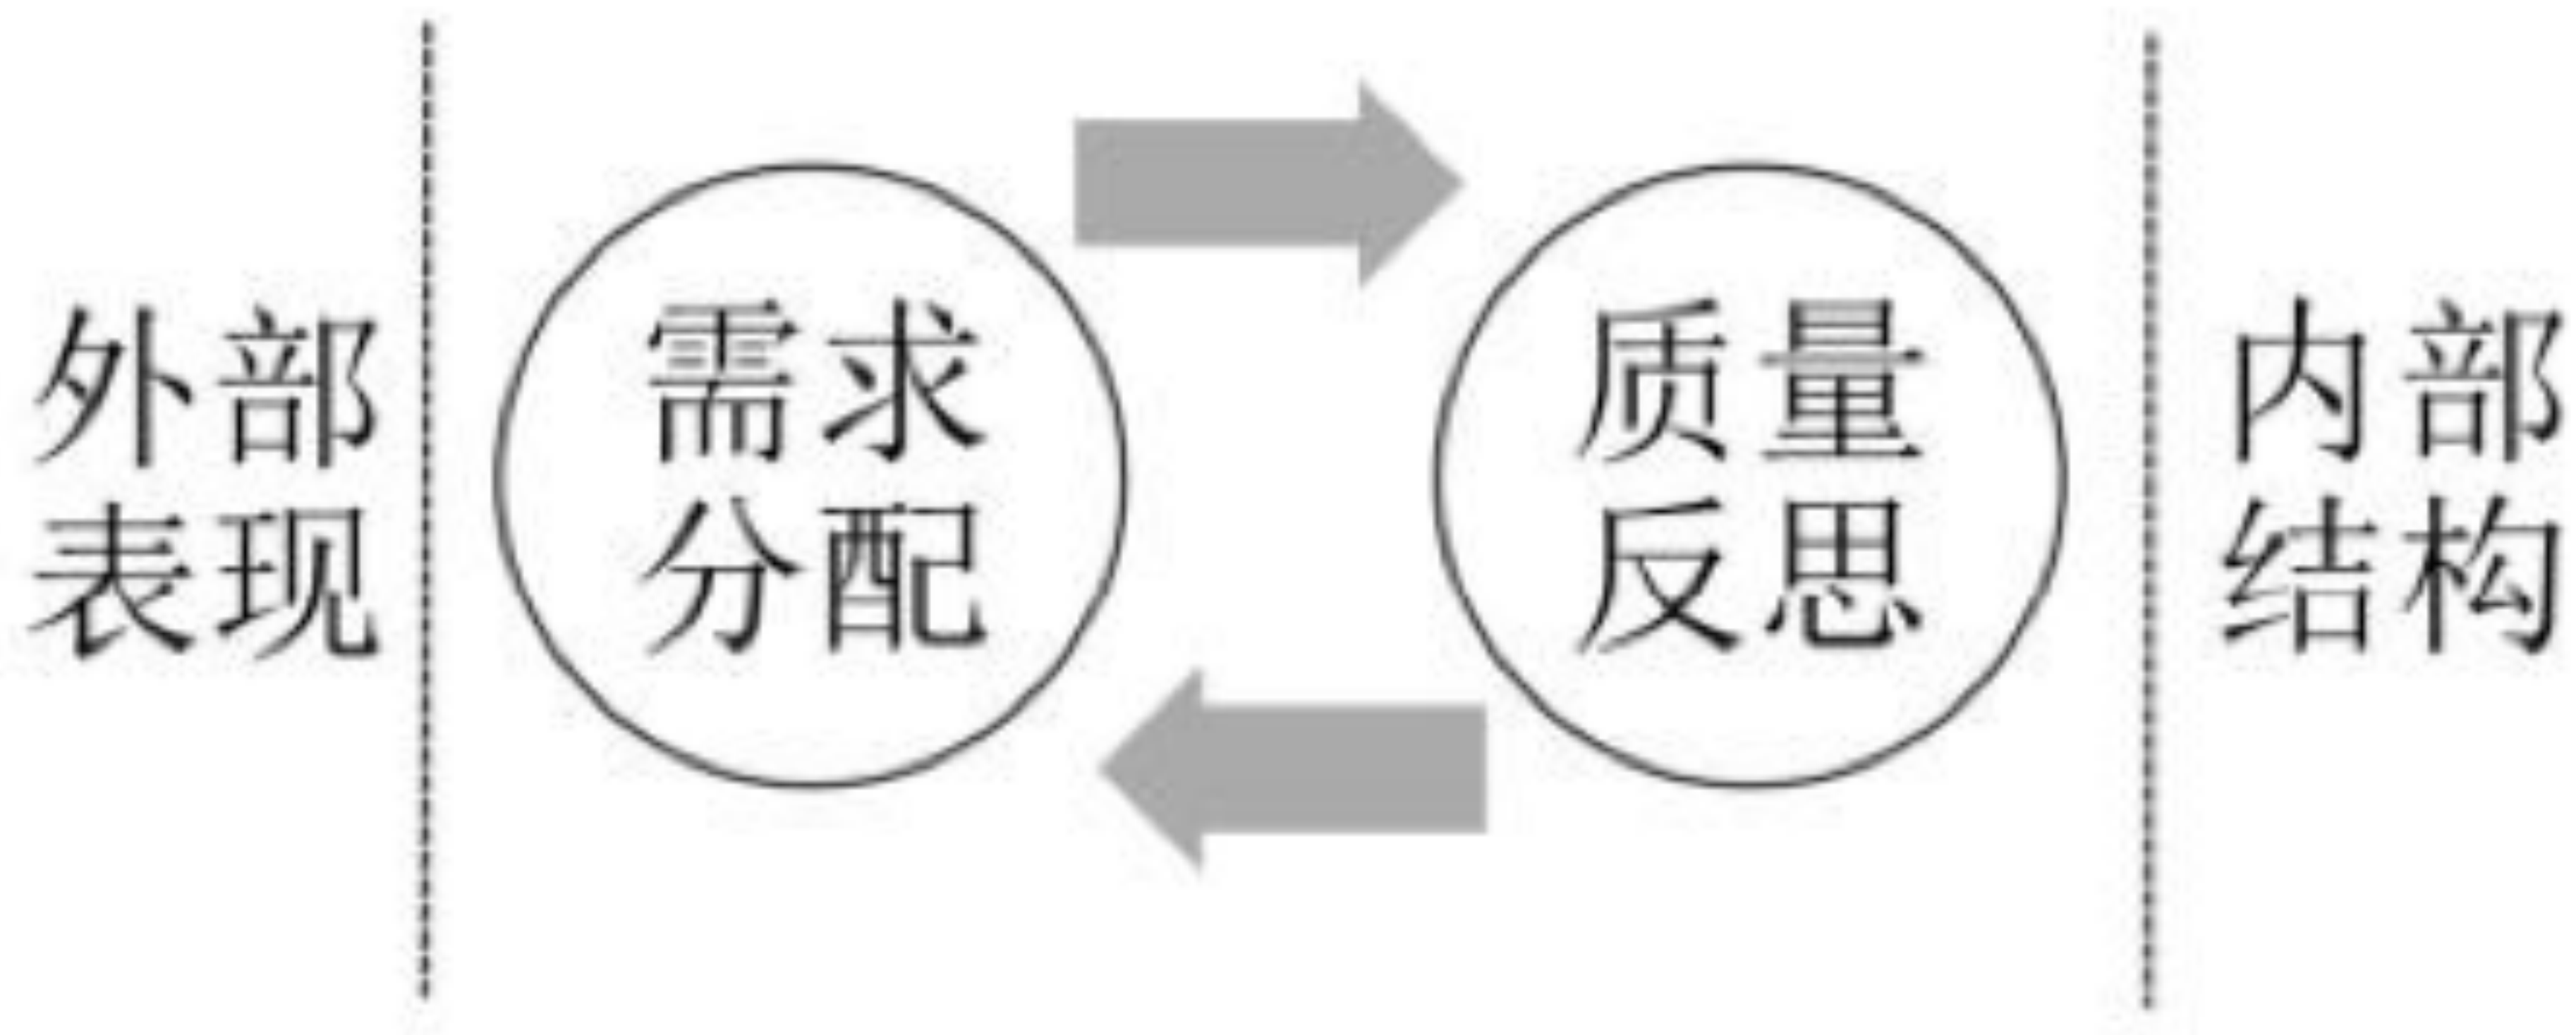 外部
表现
需求
分配
质量
反思
内部
结构